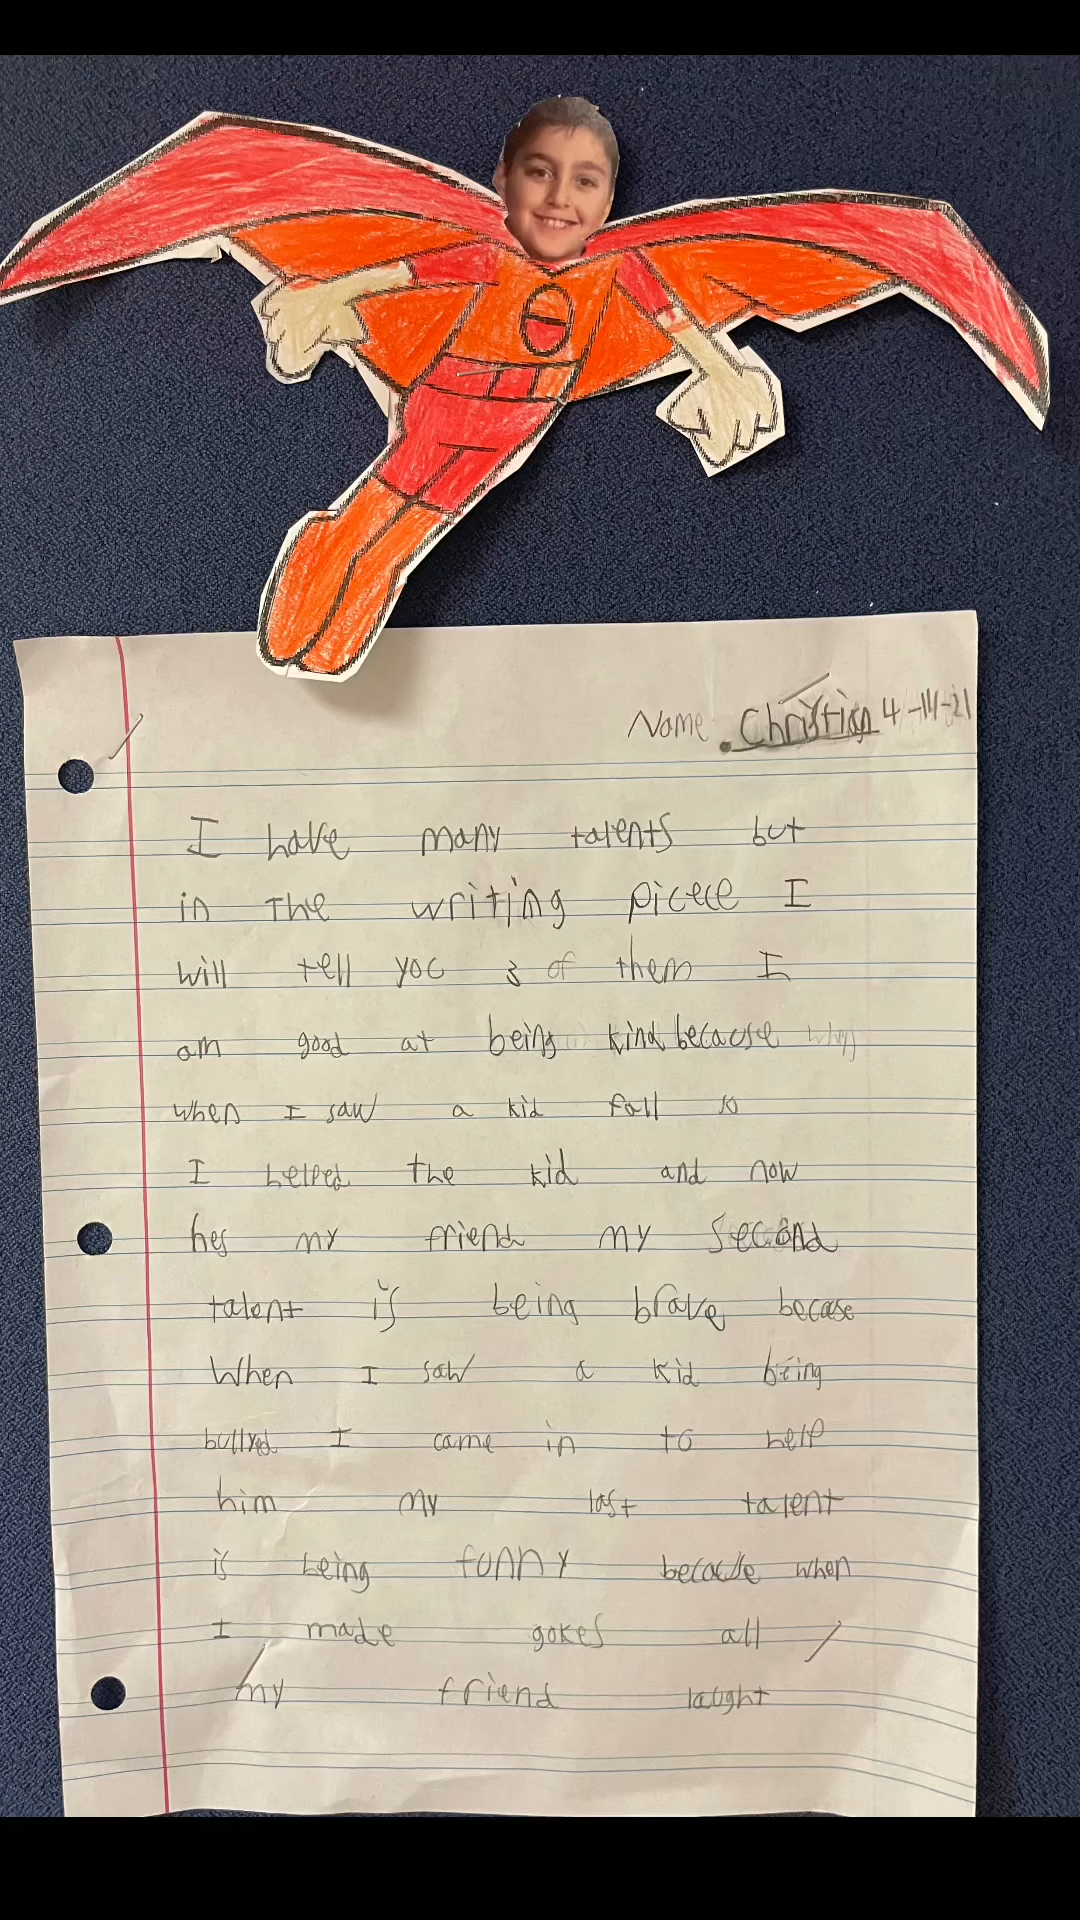 Name Christian 4-14-21
I have many talents but
in The writing picece I
will tell you 3 of them I
am good at being kind because when
when I saw a kid fall so
I helped the kid and now
hes my friend my second
talent is being brave becase
When I saw a kid being
bullyed I came in to help
him my last talent
is being funny because when
I made gokes all
my friend laught